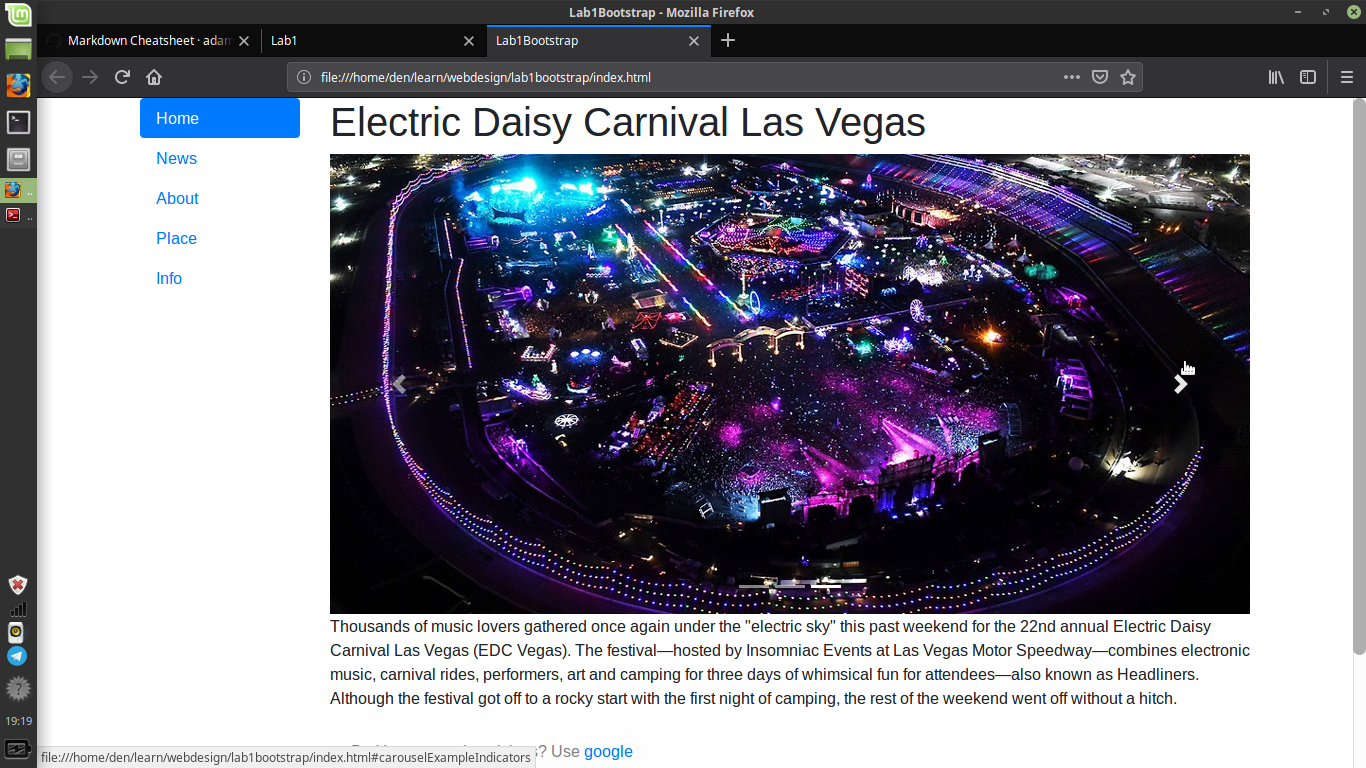 Lab1Bootstrap - Mozilla Firefox
Markdown Cheatsheet · adam
Lab1
Lab1Bootstrap
file:///home/den/learn/webdesign/lab1bootstrap/index.html
Home
News
About
Place
Info
Electric Daisy Carnival Las Vegas
Thousands of music lovers gathered once again under the "electric sky" this past weekend for the 22nd annual Electric Daisy
Carnival Las Vegas (EDC Vegas). The festival—hosted by Insomniac Events at Las Vegas Motor Speedway—combines electronic
music, carnival rides, performers, art and camping for three days of whimsical fun for attendees—also known as Headliners.
Although the festival got off to a rocky start with the first night of camping, the rest of the weekend went off without a hitch.
? Use google
file:///home/den/learn/webdesign/lab1bootstrap/index.html#carouselExampleIndicators
19:19